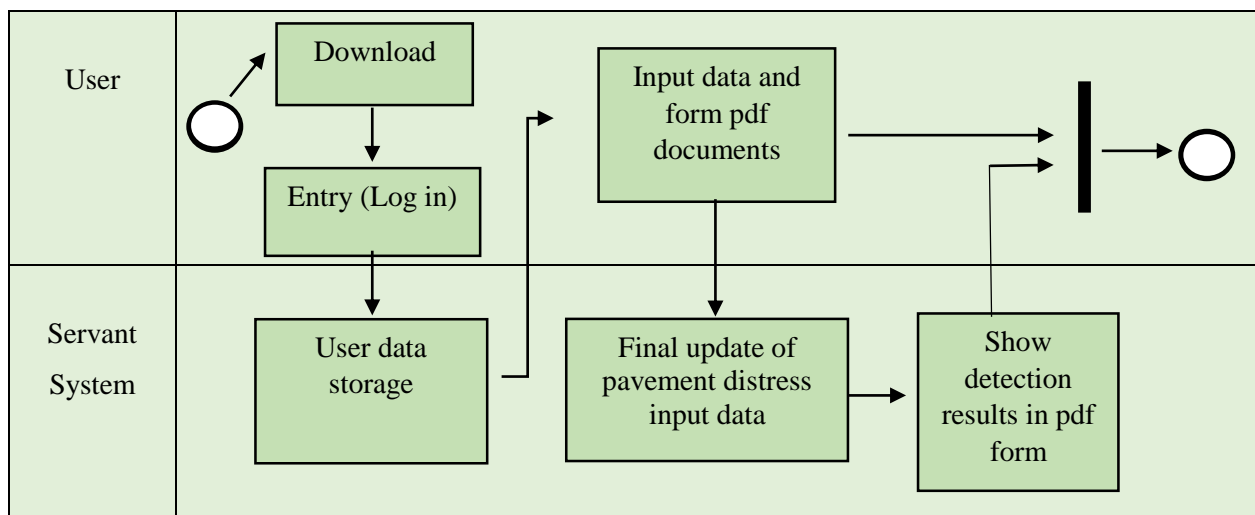 User
Download
Entry (Log in)
Input data and
form pdf
documents
Servant
System
User data
storage
Final update of
pavement distress
input data
Show
detection
results in pdf
form